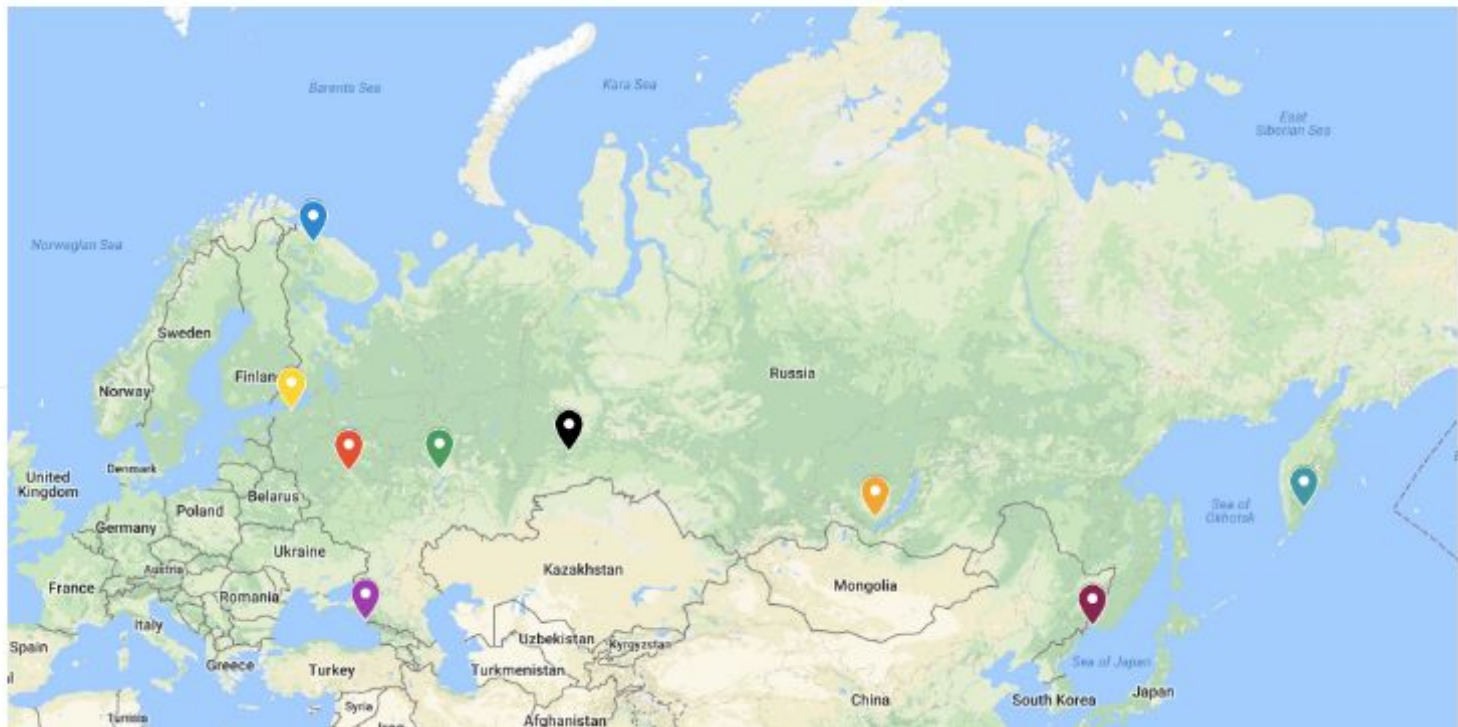 Barents Sea
Kara Sea
East
Siberian Sea
Norwegian Sea
Sweden
Finlan
Norway
Russia
United
Kingdom
Denmark
Belarus
Poland
Germany
Ukraine
Sea of
Okhotsk
Austria
Kazakhstan
Mongolia
France
Romania
Italy
Spain
Uzbekistan
Kyrgyzstan
Greece
Turkey
Turkmenistan
Sea of Japan
China
South Korea
Japan
Syria
Tunisia
Afghanistan